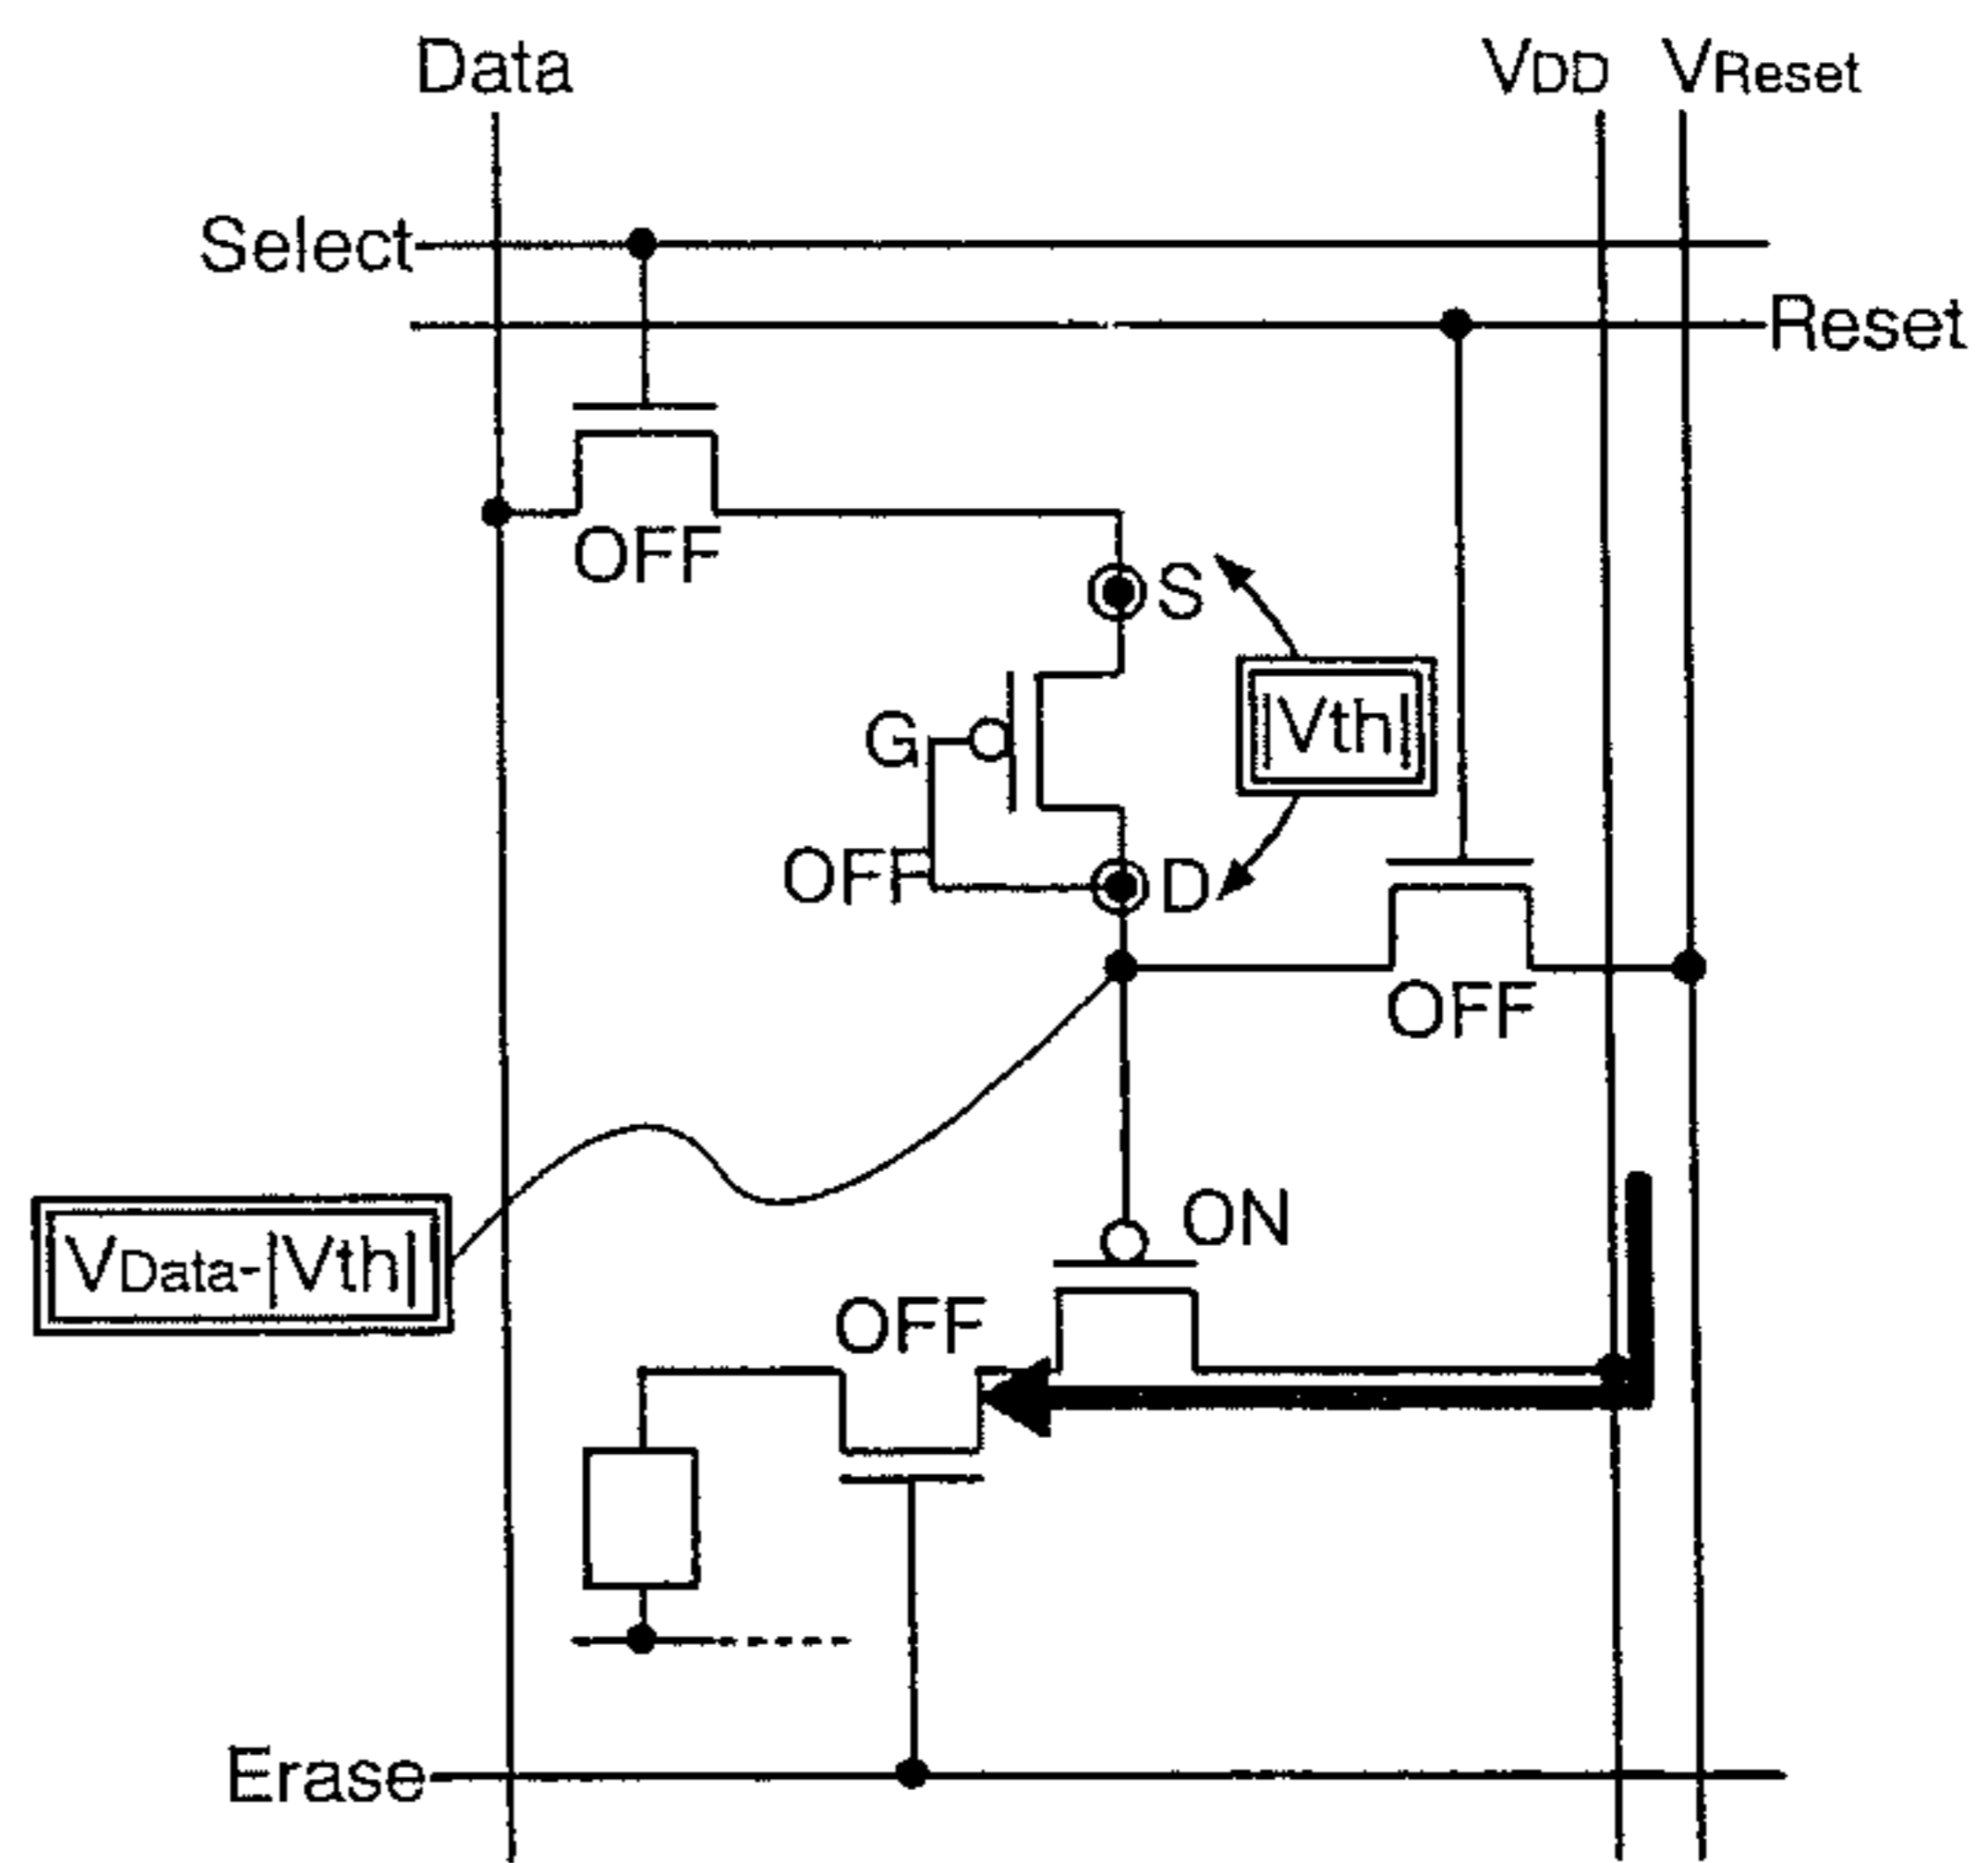 Data
VDD VReset
Select
Reset
OFF
S
|Vth|
G
OFF
D
OFF
ON
VData-|Vth|
OFF
Erase